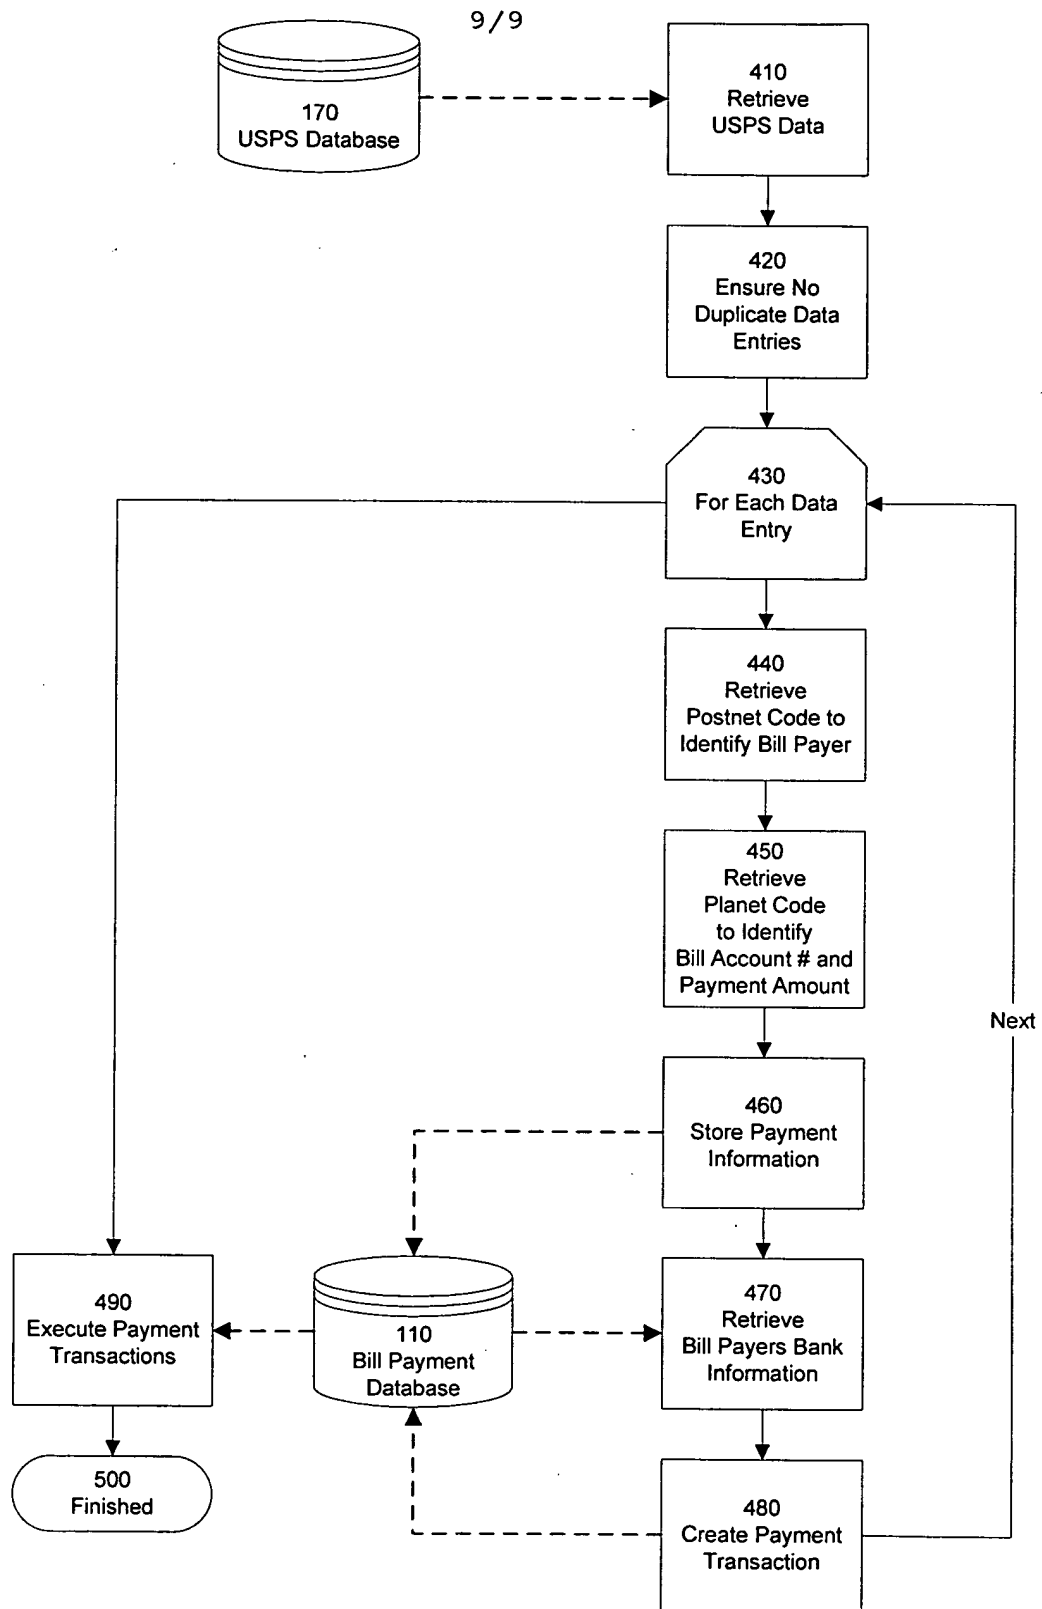 9/9
170
USPS Database
410
Retrieve
USPS Data
420
Ensure No
Duplicate Data
Entries
430
For Each Data
Entry
440
Retrieve
Postnet Code to
Identify Bill Payer
450
Retrieve
Planet Code
to Identify
Bill Account # and
Payment Amount
Next
460
Store Payment
Information
490
Execute Payment
Transactions
110
Bill Payment
Database
470
Retrieve
Bill Payers Bank
Information
500
Finished
480
Create Payment
Transaction